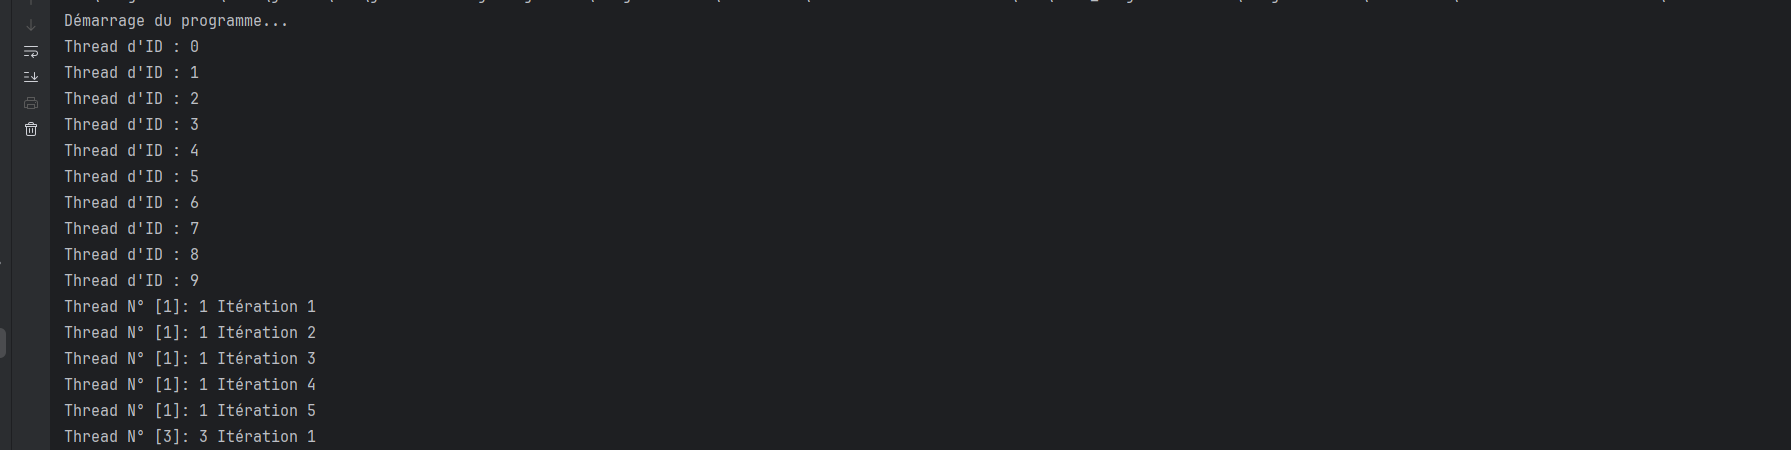 Démarrage du programme...
Thread d'ID : 0
Thread d'ID : 1
Thread d'ID : 2
Thread d'ID : 3
Thread d'ID : 4
Thread d'ID : 5
Thread d'ID : 6
Thread d'ID : 7
Thread d'ID : 8
Thread d'ID : 9
Thread N° [1]: 1 Itération 1
Thread N° [1]: 1 Itération 2
Thread N° [1]: 1 Itération 3
Thread N° [1]: 1 Itération 4
Thread N° [1]: 1 Itération 5
Thread N° [3]: 3 Itération 1